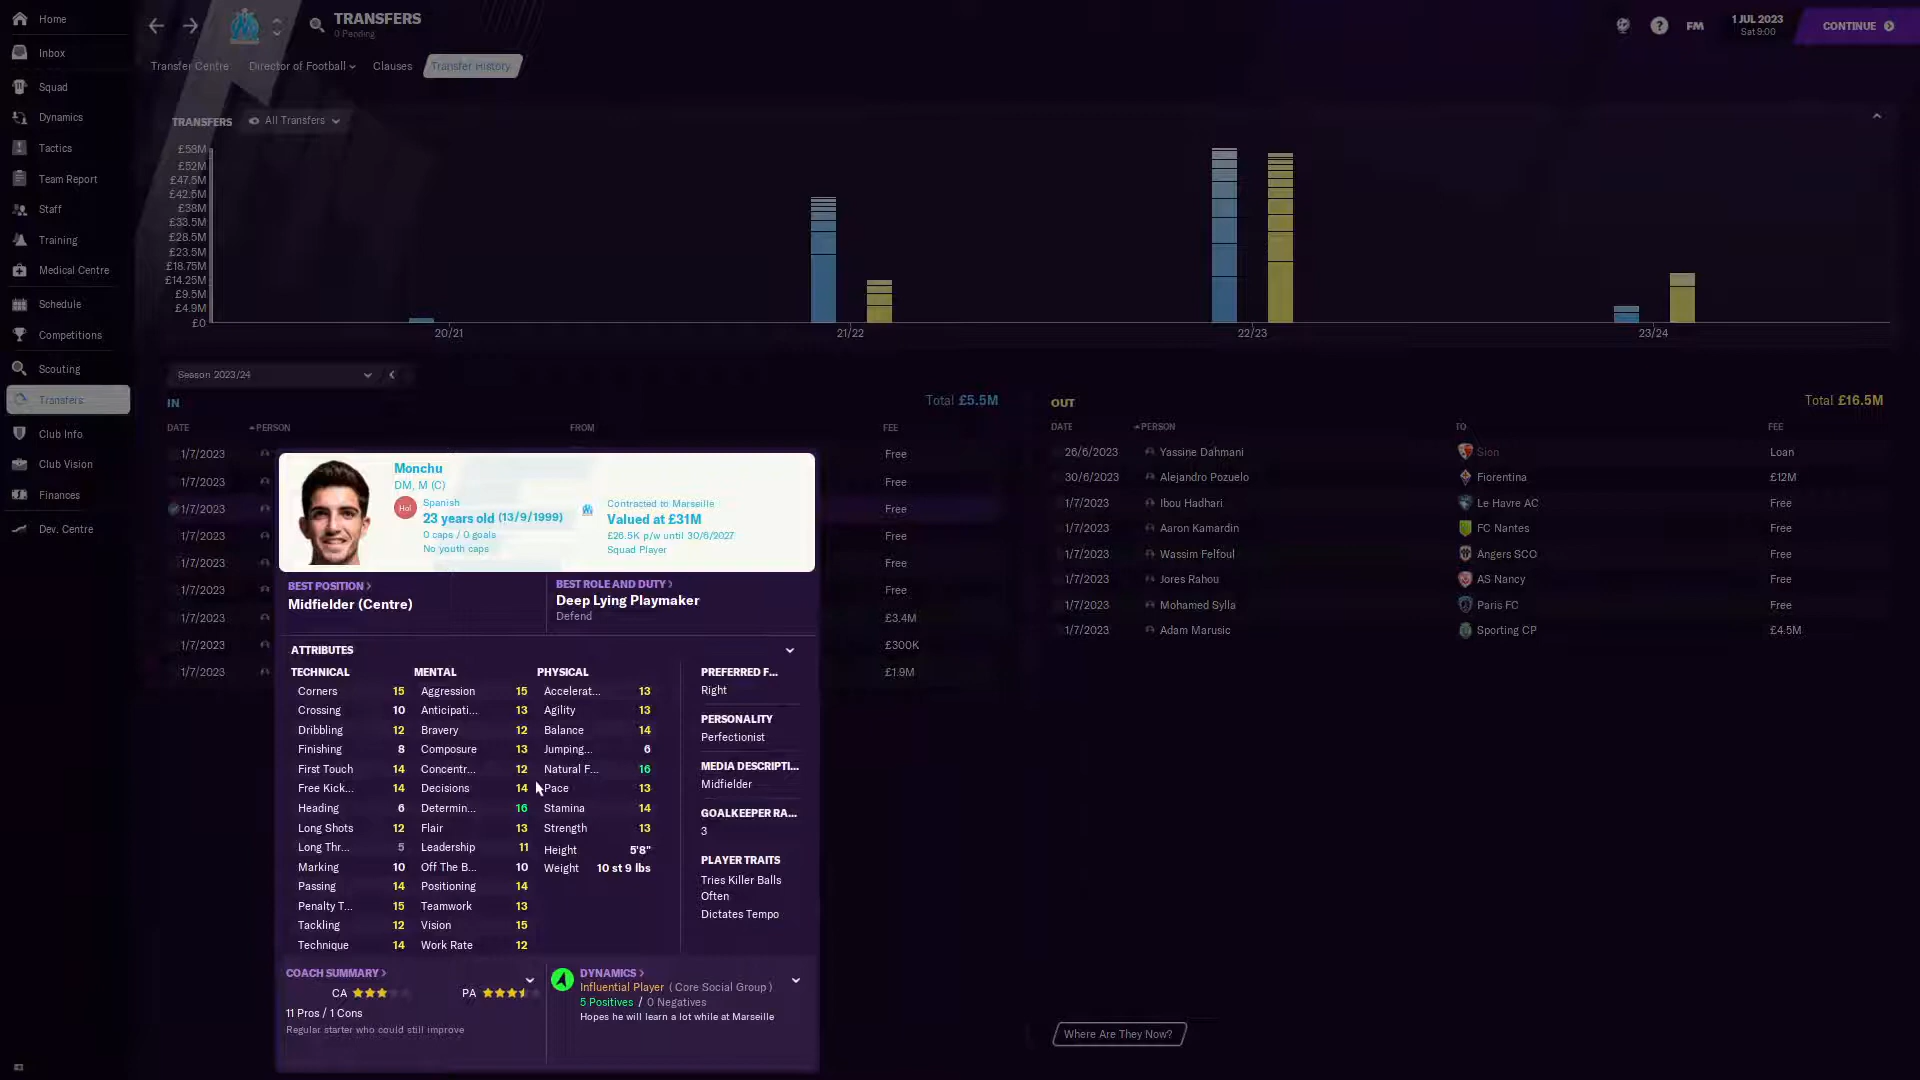 Home
Inbox
Squad
Dynamics
Tactics
Team Report
Staff
Training
Medical Centre
Schedule
Competitions
Scouting
Transfers
Club Info
Club Vision
Finances
Dev. Centre
TRANSFERS
0 Pending
FM
1 JUL 2023
Sat 9:00
CONTINUE
Transfer Centre
Director of Football
Clauses
Transfer History
TRANSFERS
All Transfers
£58M
£52M
£47.5M
£42.5M
£38M
£33.5M
£28.5M
£23.5M
£18.75M
£14.25M
£9.5M
£4.9M
£0
20/21
21/22
22/23
23/24
Season 2023/24
IN
Total £5.5M
DATE PERSON FROM FEE
1/7/2023 Free
1/7/2023 Free
1/7/2023 Free
1/7/2023 Free
1/7/2023 Free
1/7/2023 Free
1/7/2023 £3.4M
1/7/2023 £300K
1/7/2023 £1.9M
OUT
Total £16.5M
DATE PERSON TO FEE
26/6/2023 Yassine Dahmani Sion Loan
30/6/2023 Alejandro Pozuelo Fiorentina £12M
1/7/2023 Ibou Hadhari Le Havre AC Free
1/7/2023 Aaron Kamardin FC Nantes Free
1/7/2023 Wassim Felfoul Angers SCO Free
1/7/2023 Jores Rahou AS Nancy Free
1/7/2023 Mohamed Sylla Paris FC Free
1/7/2023 Adam Marusic Sporting CP £4.5M
Where Are They Now?
Monchu
DM, M (C)
Hol
Spanish
23 years old (13/9/1999)
0 caps / 0 goals
No youth caps
Contracted to Marseille
Valued at £31M
£26.5K p/w until 30/6/2027
Squad Player
BEST POSITION >
Midfielder (Centre)
BEST ROLE AND DUTY >
Deep Lying Playmaker
Defend
ATTRIBUTES
TECHNICAL MENTAL PHYSICAL
Corners 15 Aggression 15 Accelerat... 13
Crossing 10 Anticipati... 13 Agility 13
Dribbling 12 Bravery 12 Balance 14
Finishing 8 Composure 13 Jumping... 6
First Touch 14 Concentr... 12 Natural F... 16
Free Kick... 14 Decisions 14 Pace 13
Heading 6 Determin... 16 Stamina 14
Long Shots 12 Flair 13 Strength 13
Long Thr... 5 Leadership 11 Height 5'8"
Marking 10 Off The B... 10 Weight 10 st 9 lbs
Passing 14 Positioning 14
Penalty T... 15 Teamwork 13
Tackling 12 Vision 15
Technique 14 Work Rate 12
PREFERRED F...
Right
PERSONALITY
Perfectionist
MEDIA DESCRIPTI...
Midfielder
GOALKEEPER RA...
3
PLAYER TRAITS
Tries Killer Balls
Often
Dictates Tempo
COACH SUMMARY >
CA
PA
11 Pros / 1 Cons
Regular starter who could still improve
DYNAMICS >
Influential Player ( Core Social Group )
5 Positives / 0 Negatives
Hopes he will learn a lot while at Marseille